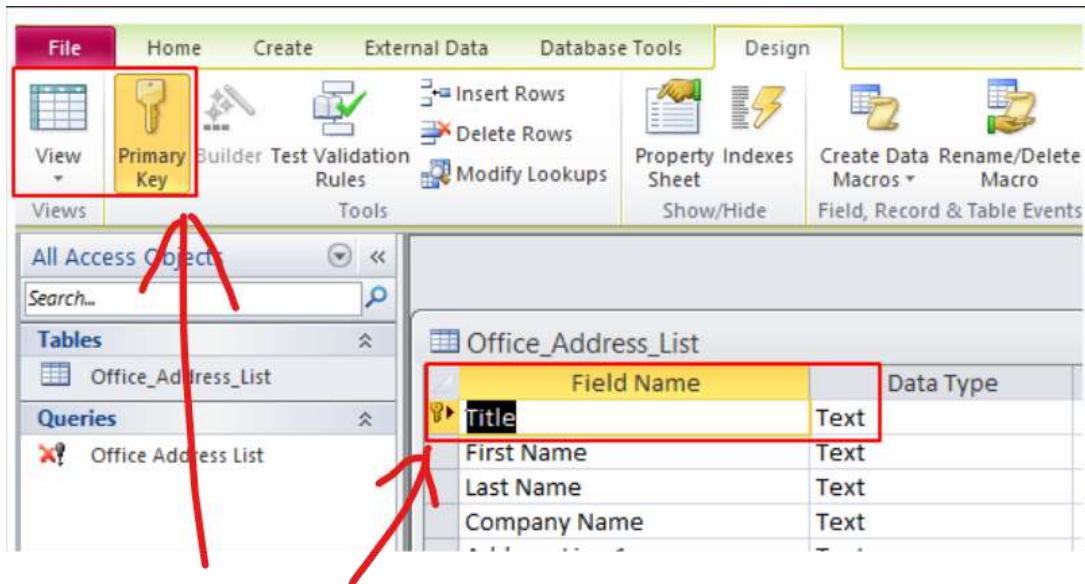 File Home Create External Data Database Tools Design
View
Primary Key
Builder
Test Validation Rules
Insert Rows
Delete Rows
Modify Lookups
Property Sheet
Indexes
Create Data Macros
Rename/Delete Macro
Views Tools Show/Hide Field, Record & Table Events
All Access Objects
Search...
Tables
Office_Address_List
Queries
Office Address List
Office_Address_List
Field Name Data Type
Title Text
First Name Text
Last Name Text
Company Name Text